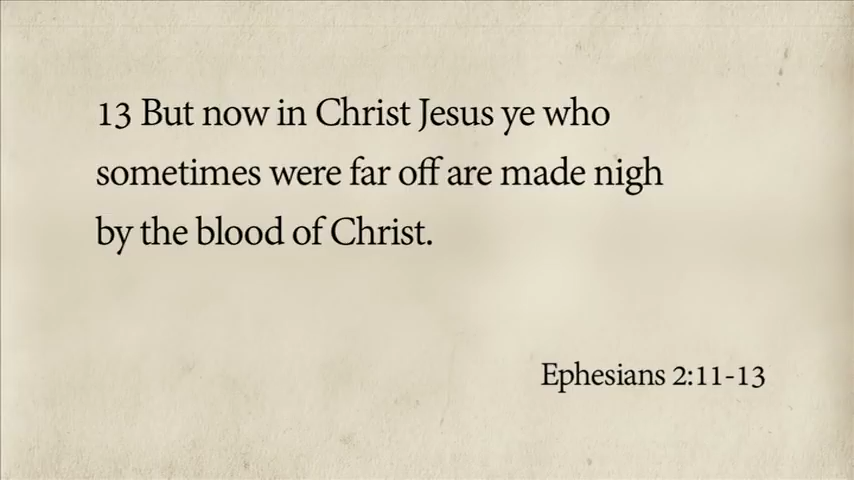 13 But now in Christ Jesus ye who
sometimes were far off are made nigh
by the blood of Christ.
Ephesians 2:11-13